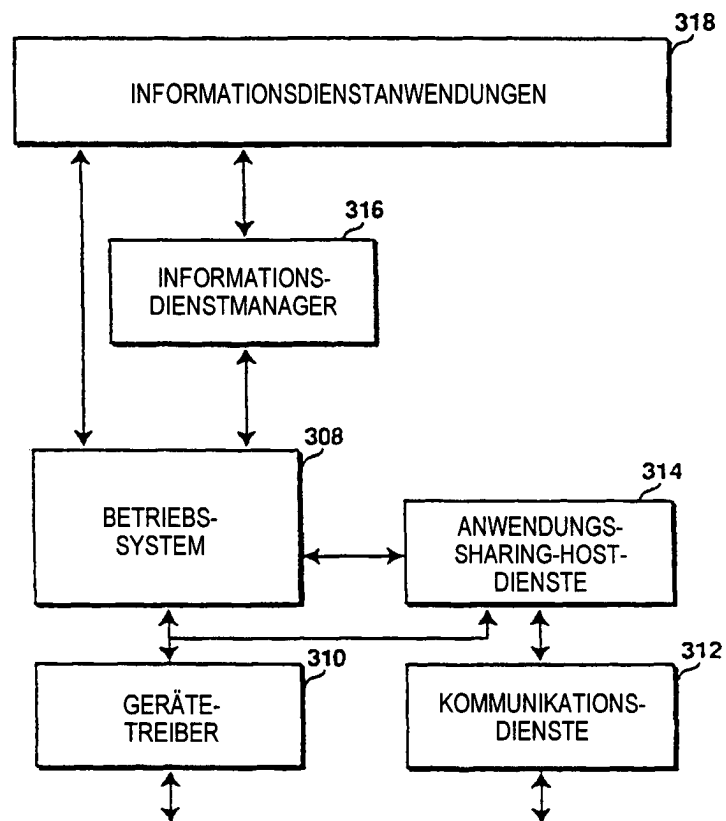 318
INFORMATIONSDIENSTANWENDUNGEN
316
INFORMATIONS-
DIENSTMANAGER
308
BETRIEBS-
SYSTEM
314
ANWENDUNGS-
SHARING-HOST-
DIENSTE
310
GERÄTE-
TREIBER
312
KOMMUNIKATIONS-
DIENSTE